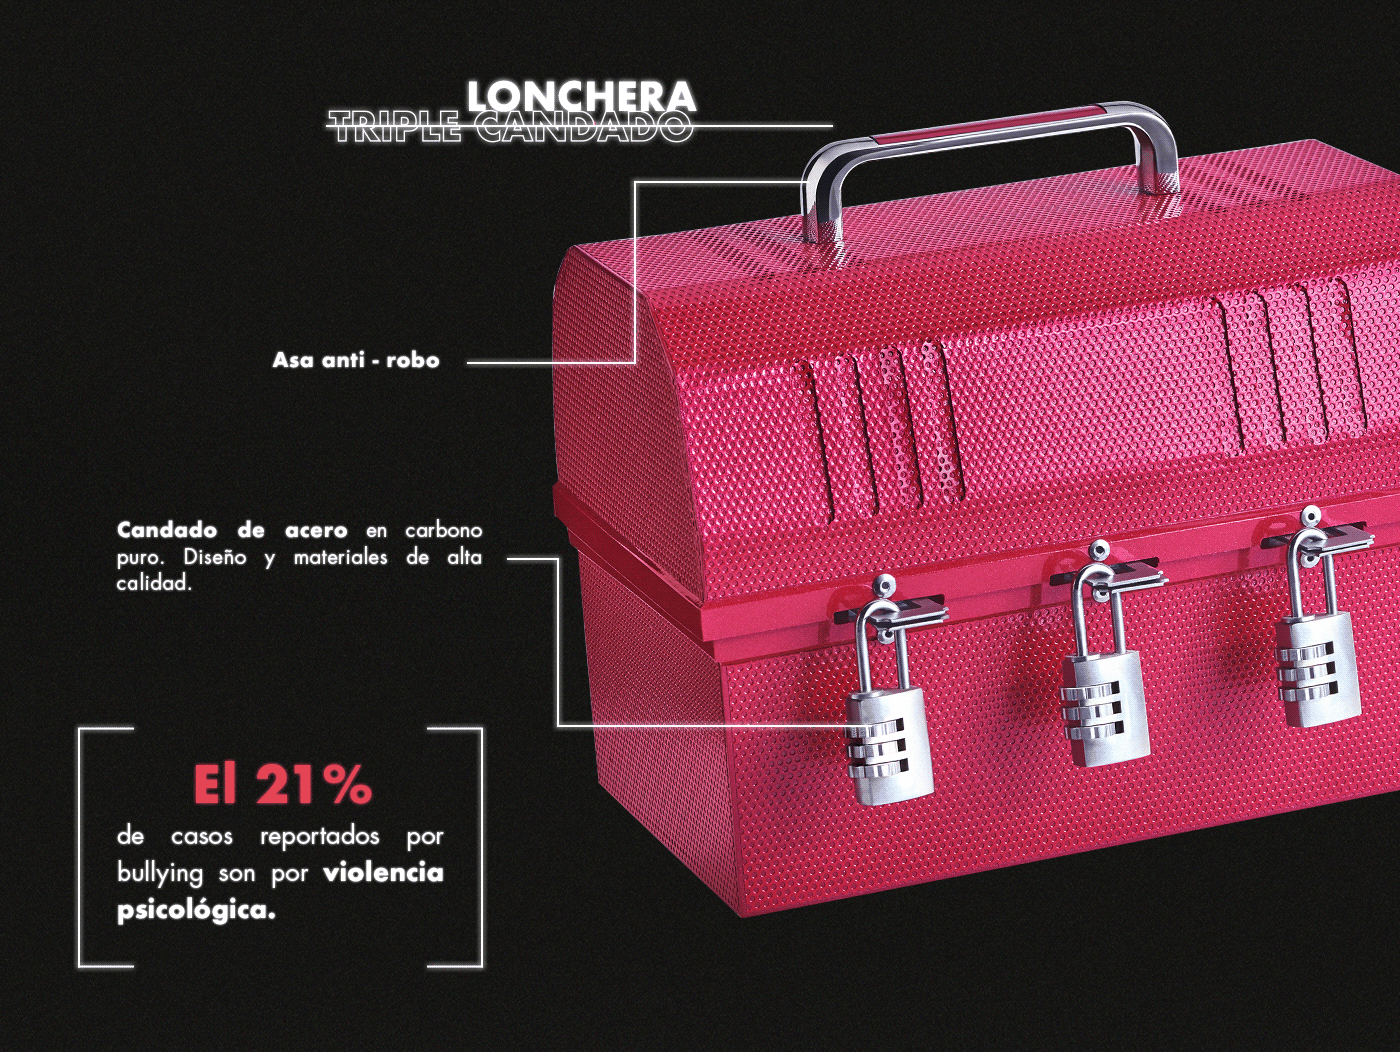 LONCHERA
TRIPLE CANDADO
Asa anti - robo
Candado de acero en carbono
puro. Diseño y materiales de alta
calidad.
El 21%
de casos reportados por
bullying son por violencia
psicológica.